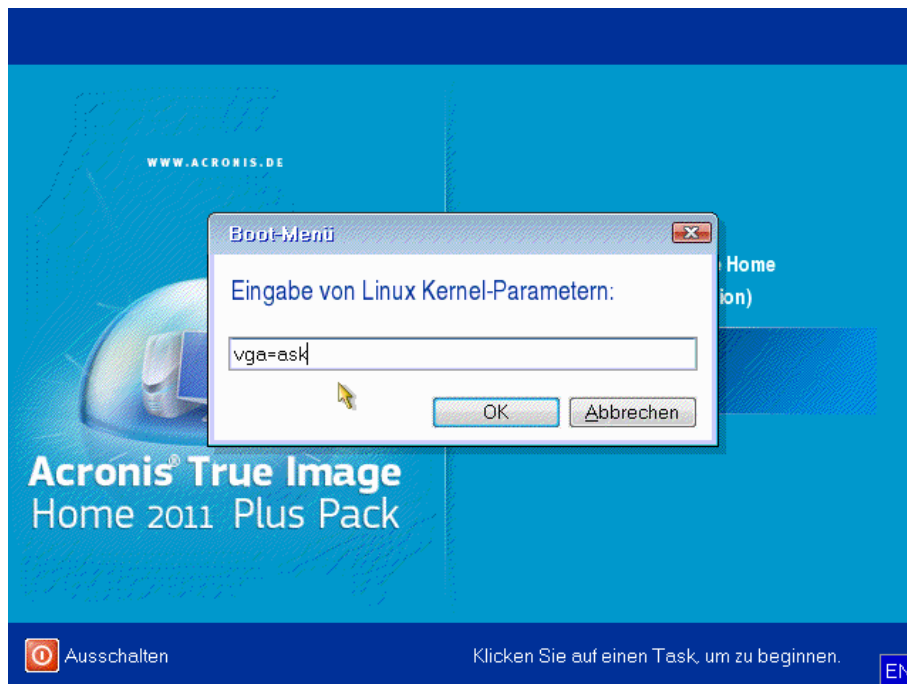 WWW.ACRONIS.DE
Boot-Menü
Eingabe von Linux Kernel-Parametern:
vga=ask
OK
Abbrechen
Home
ion)
Acronis® True Image
Home 2011 Plus Pack
Ausschalten
Klicken Sie auf einen Task, um zu beginnen.
EN